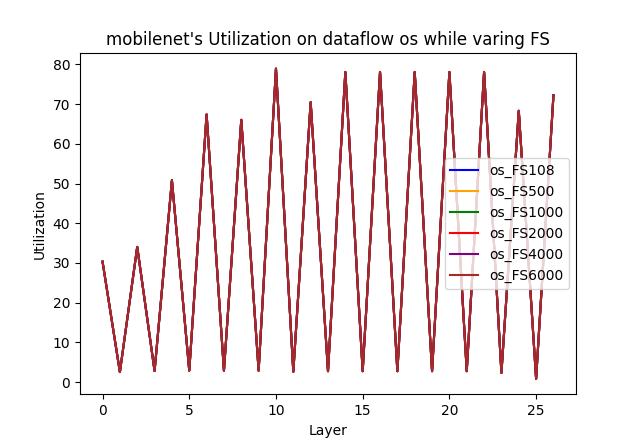 mobilenet's Utilization on dataflow os while varing FS
80
70
60
50
40
30
20
10
0
Utilization
os_FS108
os_FS500
os_FS1000
os_FS2000
os_FS4000
os_FS6000
0 5 10 15 20 25
Layer